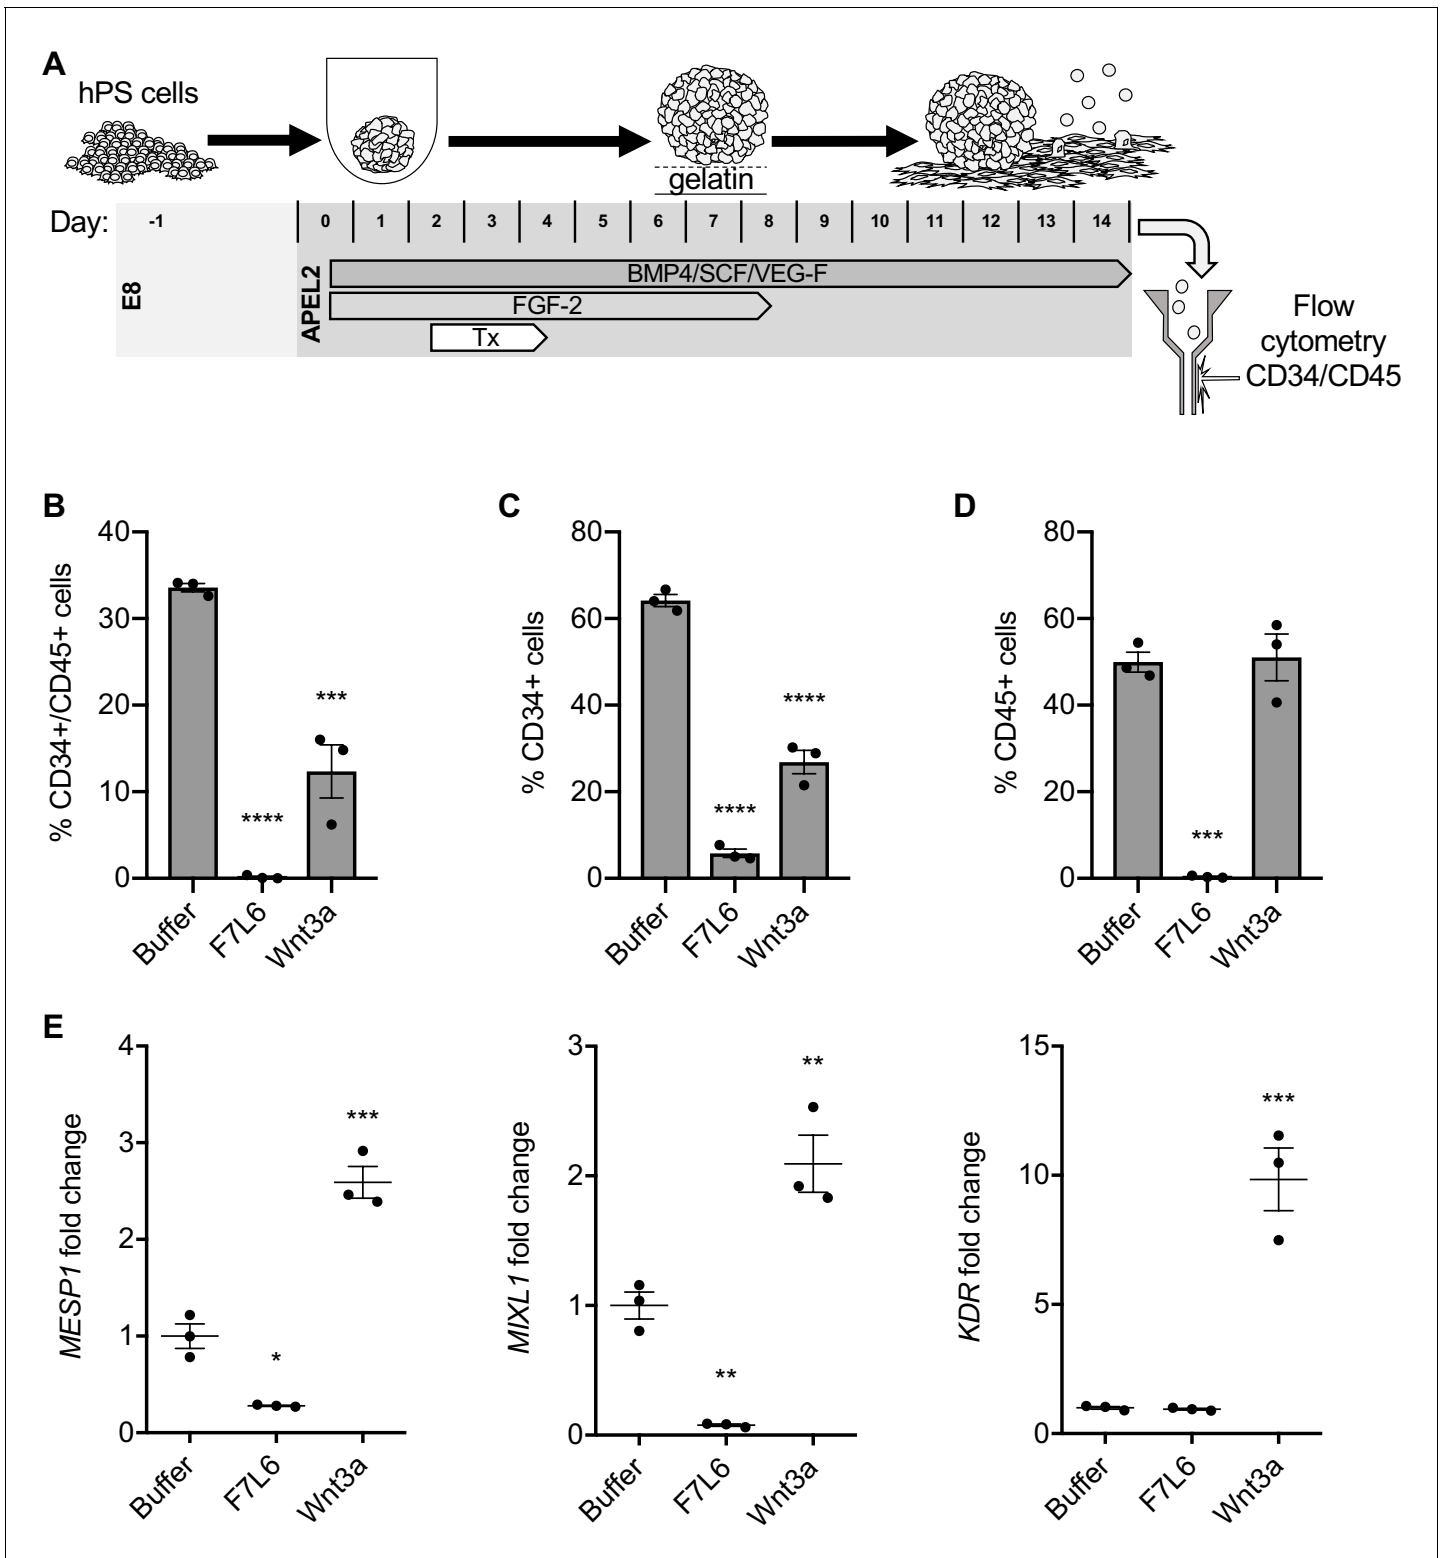 A
hPS cells
gelatin
Day:
-1
0
1
2
3
4
5
6
7
8
9
10
11
12
13
14
E8
APEL2
BMP4/SCF/VEG-F
FGF-2
Tx
Flow
cytometry
CD34/CD45
B
% CD34+/CD45+ cells
40
30
20
10
0
****
***
Buffer
F7L6
Wnt3a
C
% CD34+ cells
80
60
40
20
0
****
****
Buffer
F7L6
Wnt3a
D
% CD45+ cells
80
60
40
20
0
***
Buffer
F7L6
Wnt3a
E
MESP1 fold change
4
3
2
1
0
*
***
Buffer
F7L6
Wnt3a
MIXL1 fold change
3
2
1
0
**
**
Buffer
F7L6
Wnt3a
KDR fold change
15
10
5
0
***
Buffer
F7L6
Wnt3a